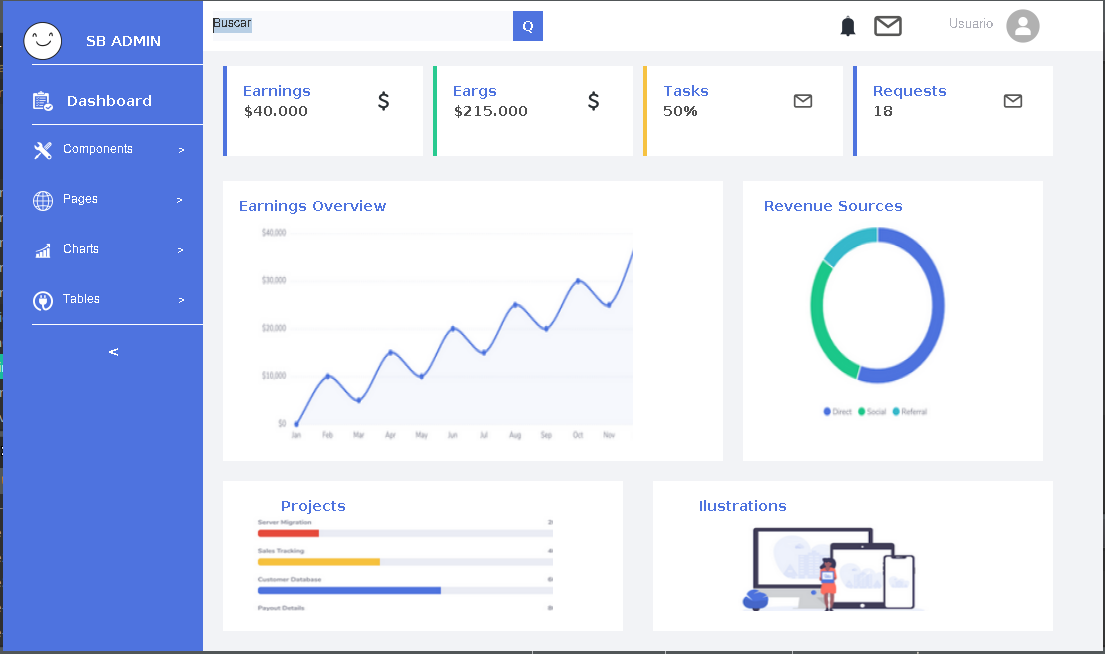 SB ADMIN
Dashboard
Components >
Pages >
Charts >
Tables >
<
Buscar
Q
Usuario
Earnings
$40.000
$
Eargs
$215.000
$
Tasks
50%
Requests
18
Earnings Overview
$40,000
$30,000
$20,000
$10,000
$0
Jan Feb Mar Apr May Jun Jul Aug Sep Oct Nov
Revenue Sources
Direct Social Referral
Projects
Server Migration
Sales Tracking
Customer Database
Payout Details
Ilustrations